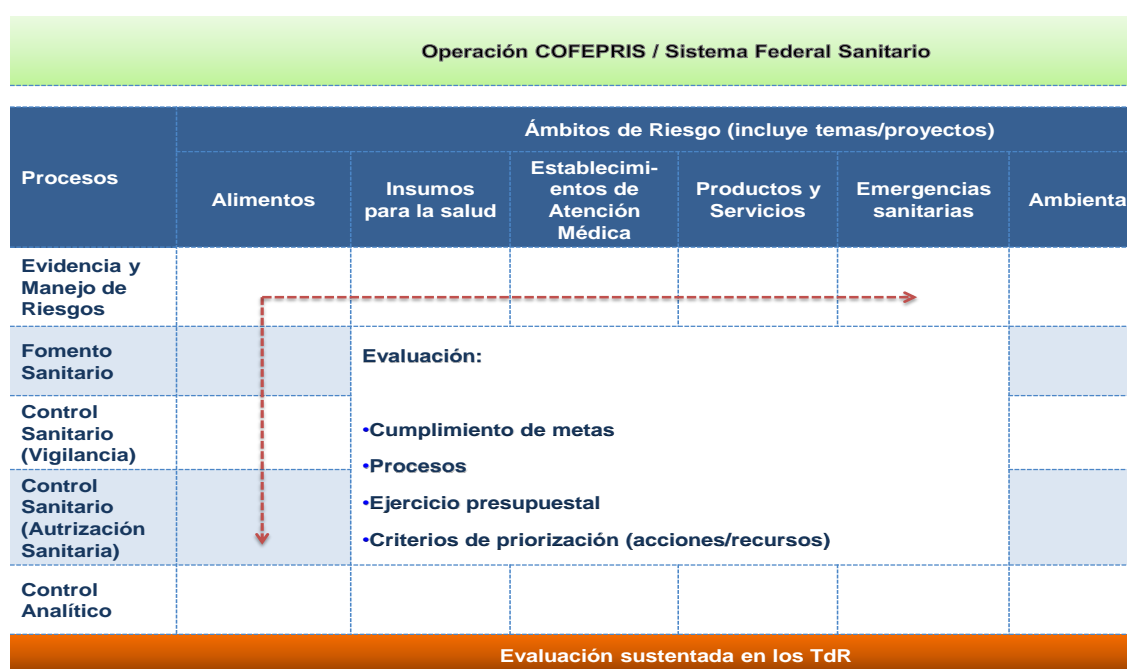 Operación COFEPRIS / Sistema Federal Sanitario
Procesos
Ámbitos de Riesgo (incluye temas/proyectos)
Alimentos
Insumos
para la salud
Establecimi-
entos de
Atención
Médica
Productos y
Servicios
Emergencias
sanitarias
Ambienta
Evidencia y
Manejo de
Riesgos
Fomento
Sanitario
Control
Sanitario
(Vigilancia)
Control
Sanitario
(Autrización
Sanitaria)
Control
Analítico
Evaluación:
•Cumplimiento de metas
•Procesos
•Ejercicio presupuestal
•Criterios de priorización (acciones/recursos)
Evaluación sustentada en los TdR